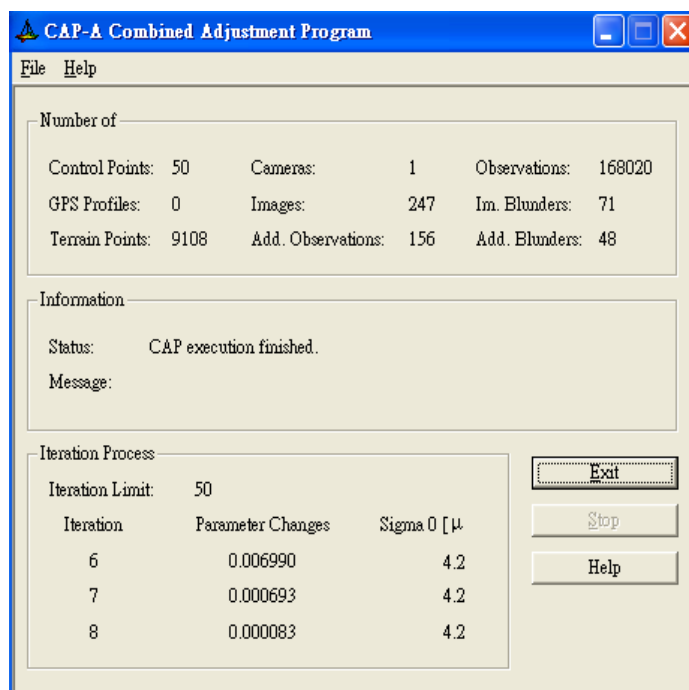 CAP-A Combined Adjustment Program
File Help
Number of
Control Points: 50 Cameras: 1 Observations: 168020
GPS Profiles: 0 Images: 247 Im. Blunders: 71
Terrain Points: 9108 Add. Observations: 156 Add. Blunders: 48
Information
Status: CAP execution finished.
Message:
Iteration Process
Iteration Limit: 50
Iteration Parameter Changes Sigma 0 [μ
6 0.006990 4.2
7 0.000693 4.2
8 0.000083 4.2
Exit
Stop
Help